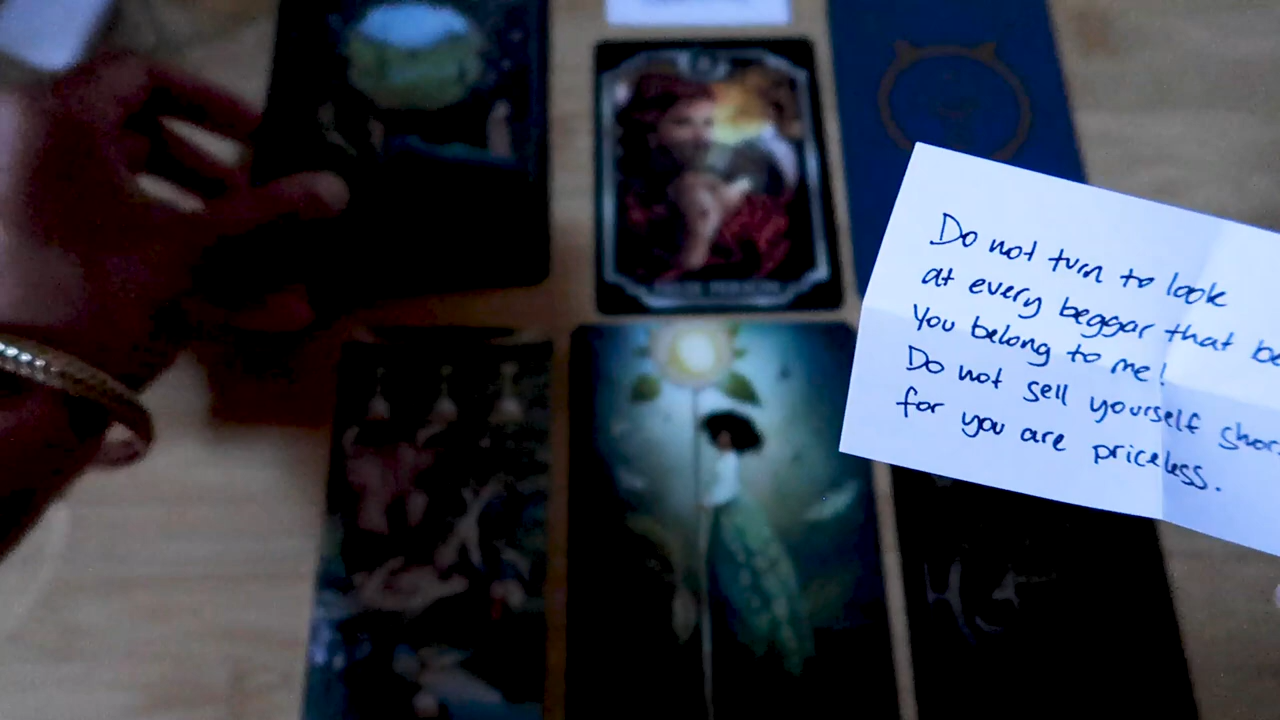 Do not turn to look
at every beggar that
You belong to me!
Do not sell yourself
for you are priceless.